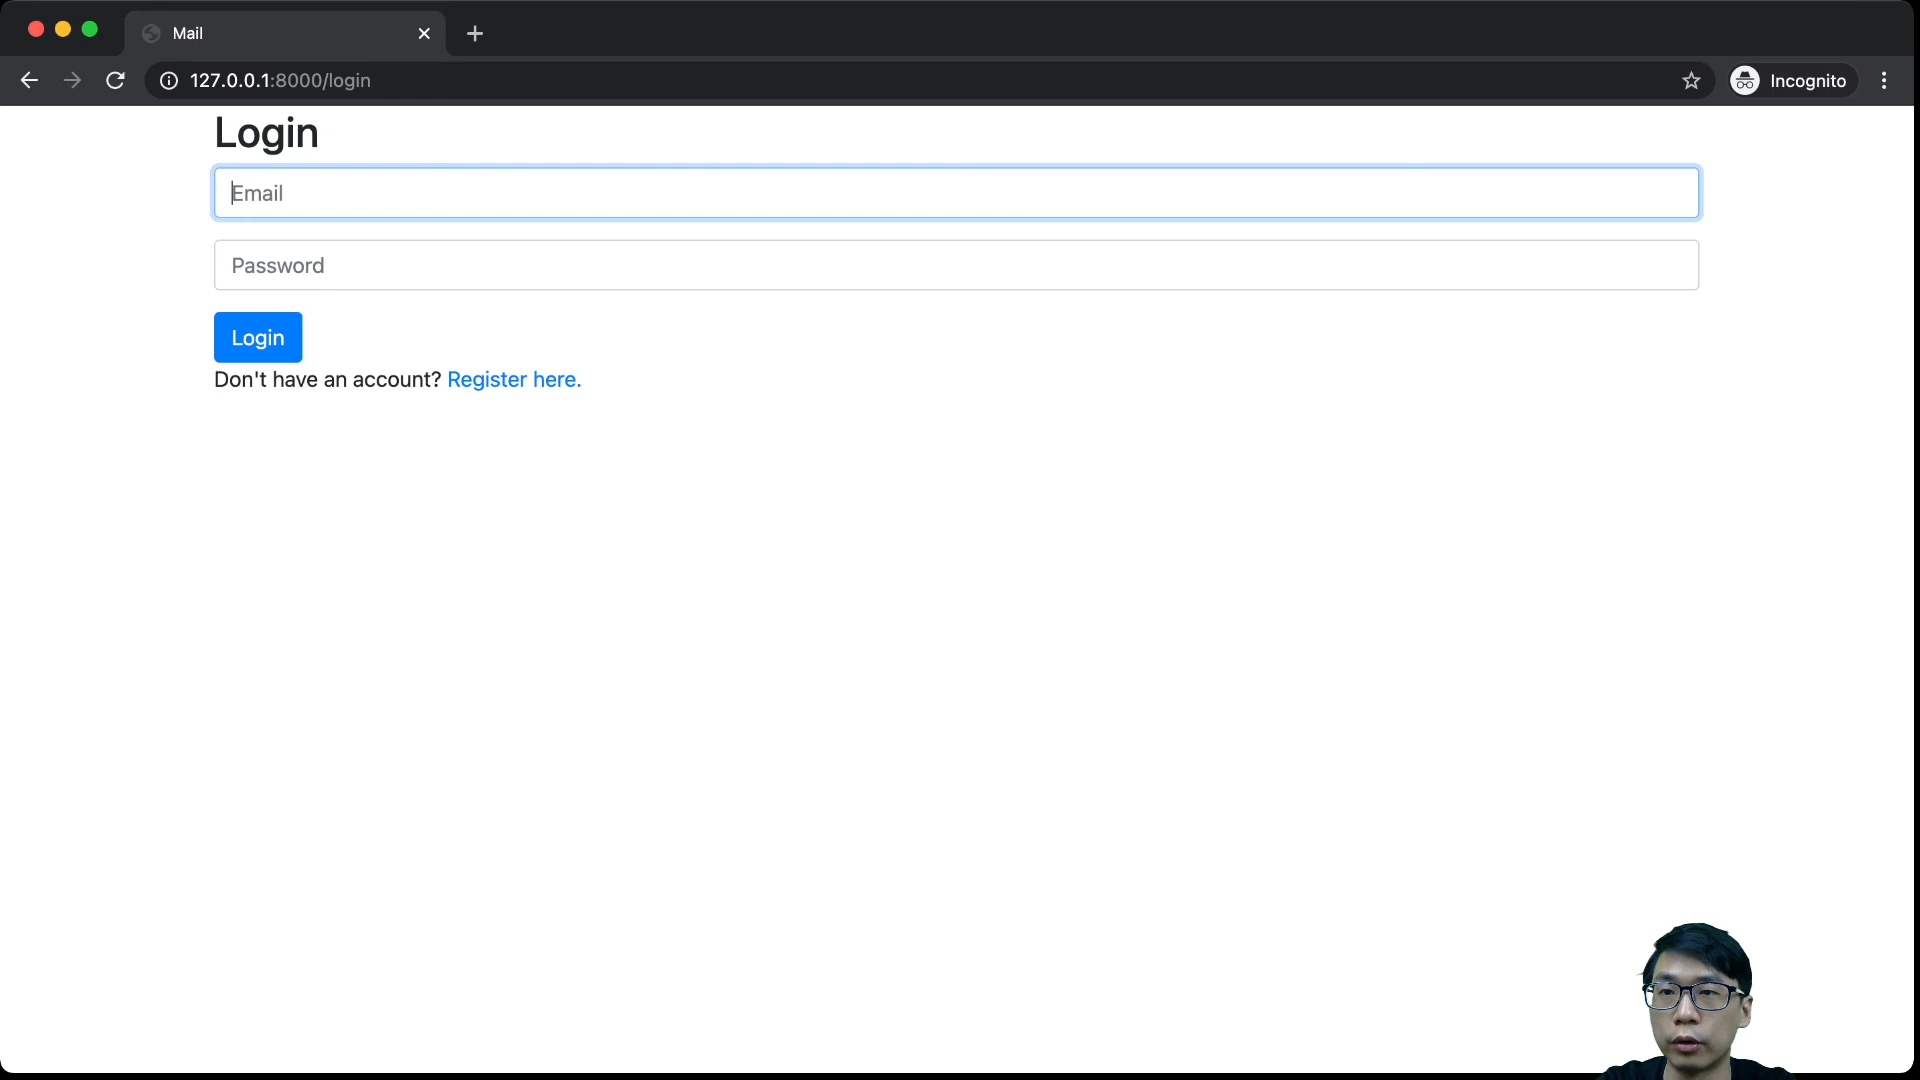 Mail
127.0.0.1:8000/login
Incognito
Login
Email
Password
Login
Don't have an account? Register here.